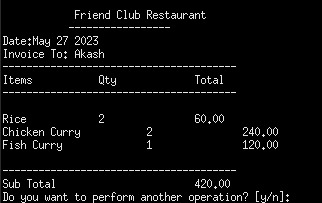 Friend Club Restaurant
-----------------
Date:May 27 2023
Invoice To: Akash
---------------------------------------
Items Qty Total
---------------------------------------
Rice 2 60.00
Chicken Curry 2 240.00
Fish Curry 1 120.00
---------------------------------------
Sub Total 420.00
Do you want to perform another operation? [y/n]: